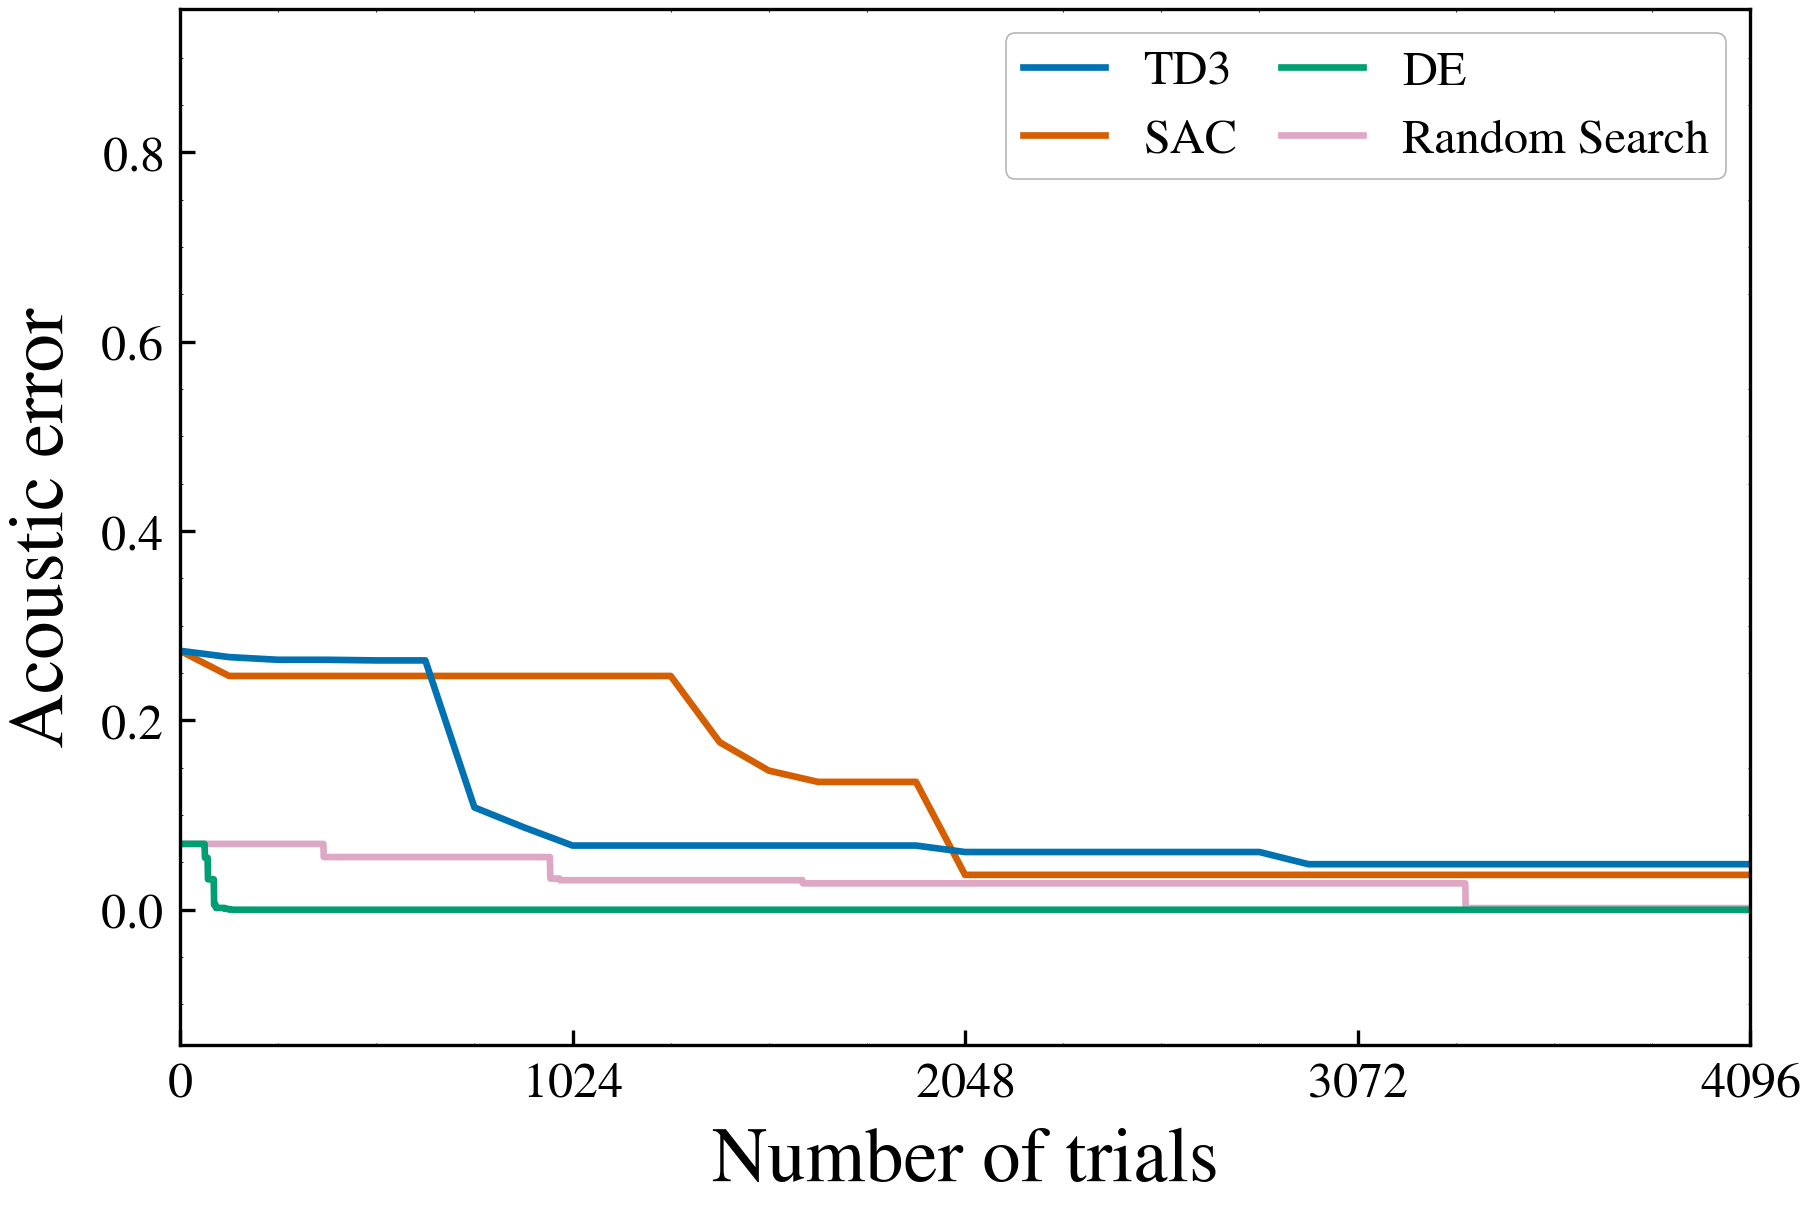 TD3
SAC
DE
Random Search
Acoustic error
0.8
0.6
0.4
0.2
0.0
0
1024
2048
3072
4096
Number of trials